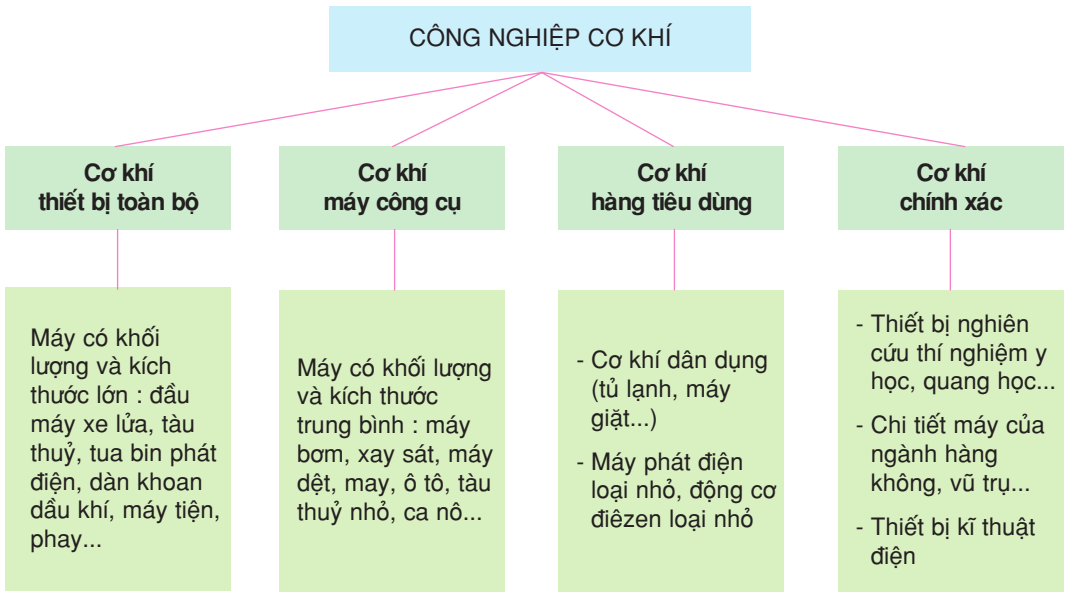 CÔNG NGHIỆP CƠ KHÍ
Cơ khí
thiết bị toàn bộ
Cơ khí
máy công cụ
Cơ khí
hàng tiêu dùng
Cơ khí
chính xác
Máy có khối
lượng và kích
thước lớn : đầu
máy xe lửa, tàu
thuỷ, tua bin phát
điện, dàn khoan
dầu khí, máy tiện,
phay...
Máy có khối lượng
và kích thước
trung bình : máy
bơm, xay sát, máy
dệt, may, ô tô, tàu
thuỷ nhỏ, ca nô...
- Cơ khí dân dụng
(tủ lạnh, máy
giặt...)
- Máy phát điện
loại nhỏ, động cơ
điêzen loại nhỏ
- Thiết bị nghiên
cứu thí nghiệm y
học, quang học...
- Chi tiết máy của
ngành hàng
không, vũ trụ...
- Thiết bị kĩ thuật
điện